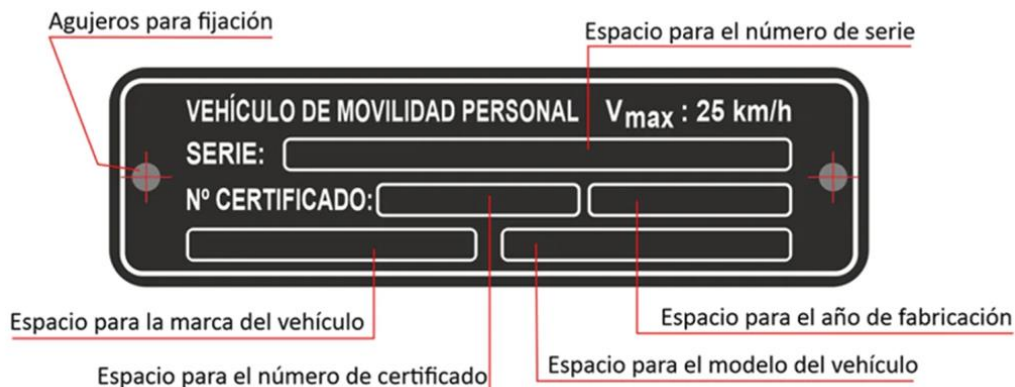 Agujeros para fijación
Espacio para el número de serie
VEHÍCULO DE MOVILIDAD PERSONAL Vmax : 25 km/h
SERIE:
Nº CERTIFICADO:
Espacio para la marca del vehículo
Espacio para el año de fabricación
Espacio para el número de certificado
Espacio para el modelo del vehículo